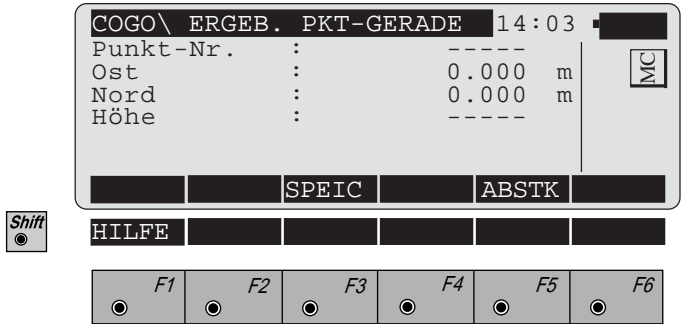 COGO\ ERGEB. PKT-GERADE 14:03
Punkt-Nr. : -----
Ost : 0.000 m
Nord : 0.000 m
Höhe : -----
MC
SPEIC ABSTK
Shift
HILFE
F1 F2 F3 F4 F5 F6